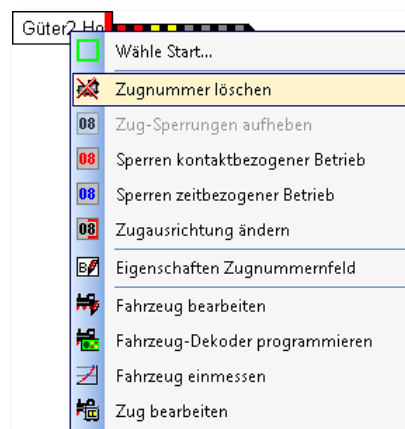 Güter2 Ho
Wähle Start...
Zugnummer löschen
08 Zug-Sperrungen aufheben
08 Sperren kontaktbezogener Betrieb
08 Sperren zeitbezogener Betrieb
08 Zugausrichtung ändern
Eigenschaften Zugnummernfeld
Fahrzeug bearbeiten
Fahrzeug-Dekoder programmieren
Fahrzeug einmessen
Zug bearbeiten